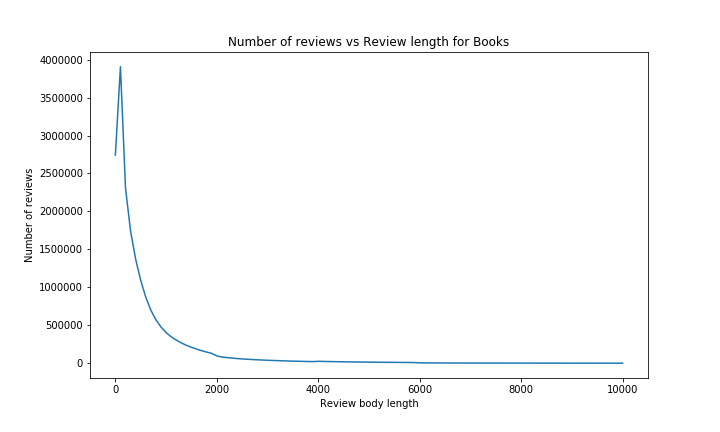 Number of reviews vs Review length for Books
4000000
3500000
3000000
2500000
2000000
1500000
1000000
500000
0
Number of reviews
0 2000 4000 6000 8000 10000
Review body length